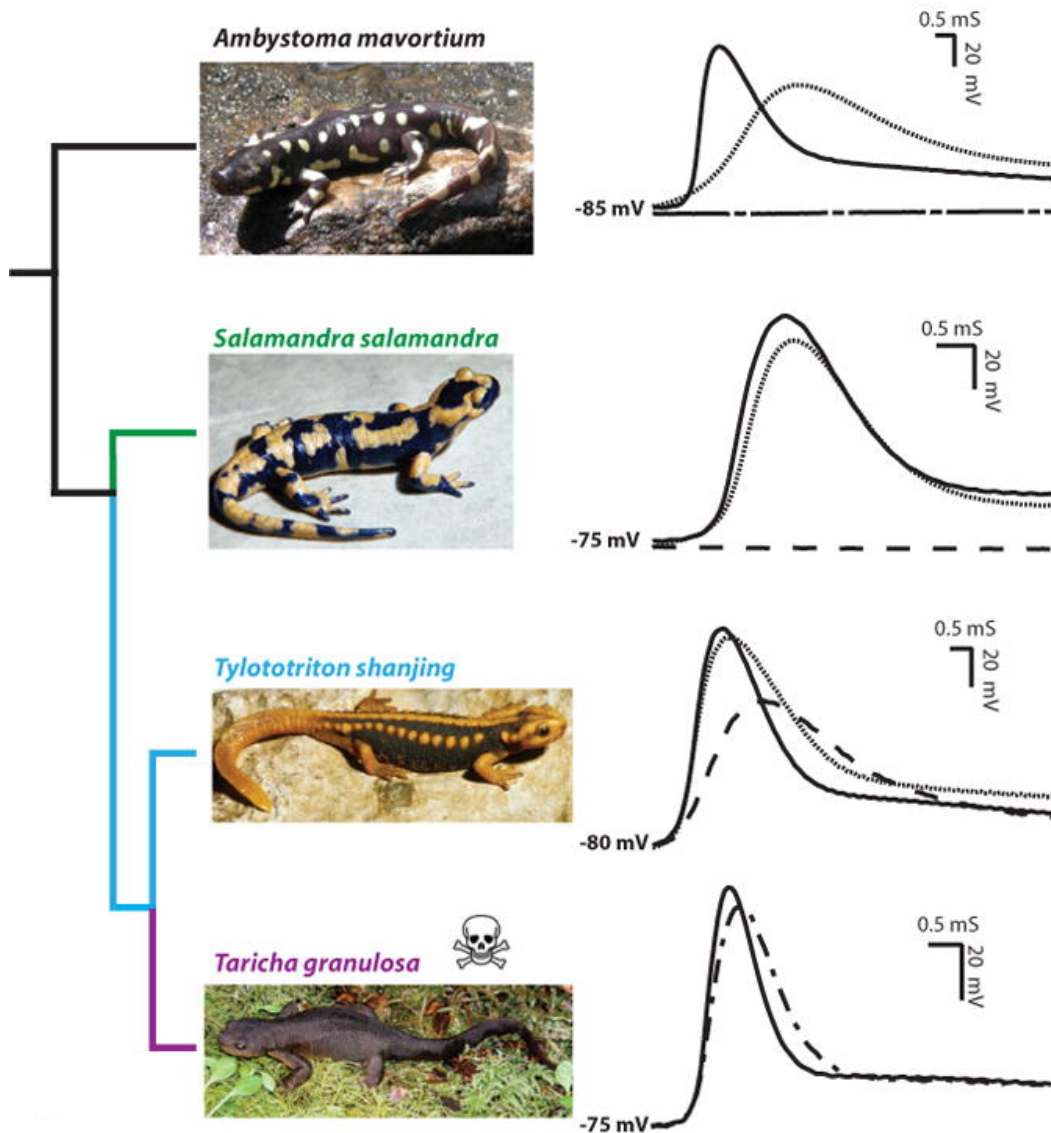 Ambystoma mavortium
0.5 mS
20 mV
-85 mV
Salamandra salamandra
0.5 mS
20 mV
-75 mV
Tylototriton shanjing
0.5 mS
20 mV
-80 mV
Taricha granulosa
0.5 mS
20 mV
-75 mV